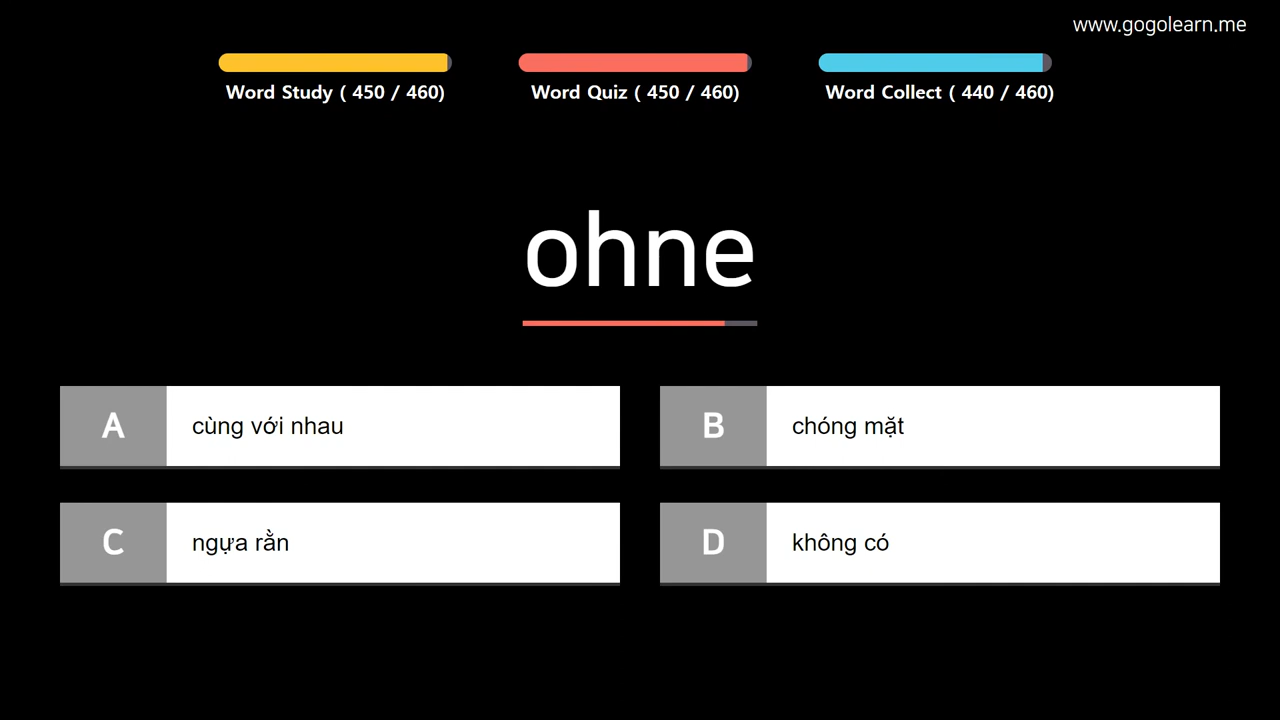 www.gogolearn.me
Word Study ( 450 / 460)
Word Quiz ( 450 / 460)
Word Collect ( 440 / 460)
ohne
A cùng với nhau
B chóng mặt
C ngựa rằn
D không có